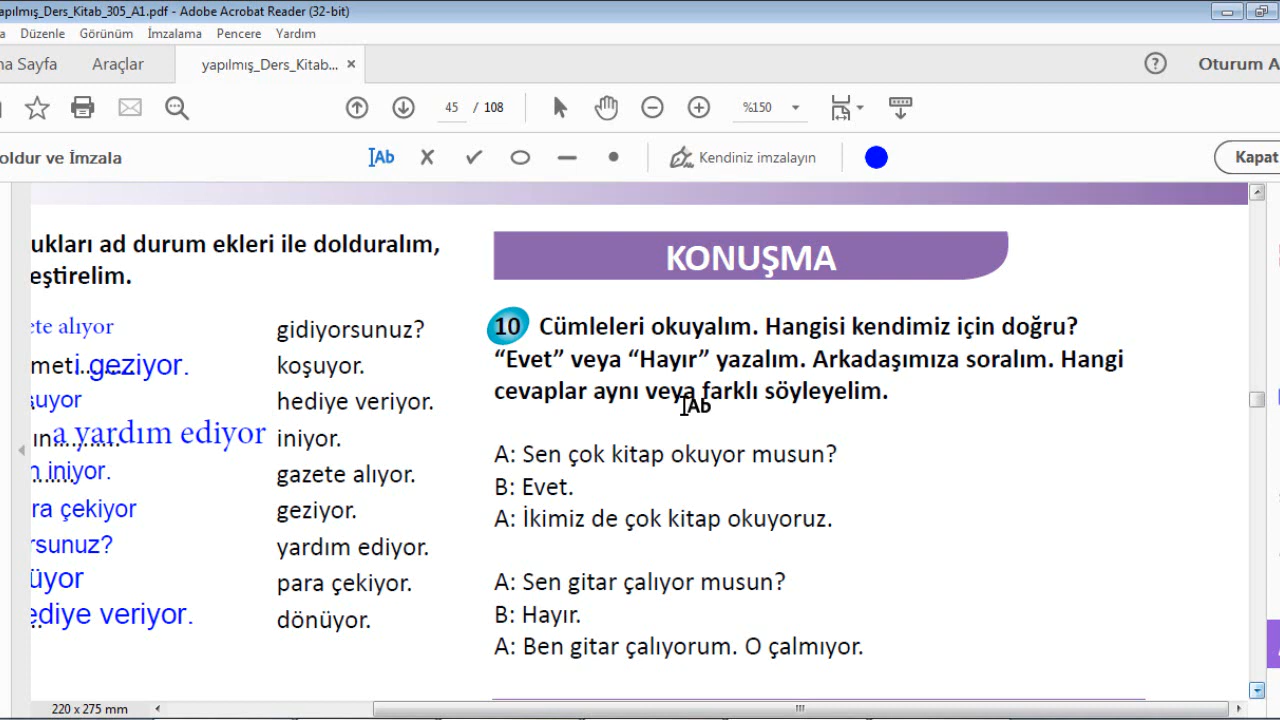 apılmış_Ders_Kitab_305_A1.pdf - Adobe Acrobat Reader (32-bit)
a Düzenle Görünüm İmzalama Pencere Yardım
na Sayfa Araçlar yapılmış_Ders_Kitab... × ? Oturum A
45 / 108 %150
oldur ve İmzala Ab Kendiniz imzalayın Kapat
ukları ad durum ekleri ile dolduralım,
eştirelim.
ete alıyor gidiyorsunuz?
meti geziyor. koşuyor.
uyor hediye veriyor.
ın..........a yardım ediyor iniyor.
n iniyor. gazete alıyor.
ra çekiyor geziyor.
rsunuz? yardım ediyor.
üyor para çekiyor.
ediye veriyor. dönüyor.
KONUŞMA
10 Cümleleri okuyalım. Hangisi kendimiz için doğru?
“Evet” veya “Hayır” yazalım. Arkadaşımıza soralım. Hangi
cevaplar aynı veya farklı söyleyelim.
Ab
A: Sen çok kitap okuyor musun?
B: Evet.
A: İkimiz de çok kitap okuyoruz.
A: Sen gitar çalıyor musun?
B: Hayır.
A: Ben gitar çalıyorum. O çalmıyor.
220 x 275 mm